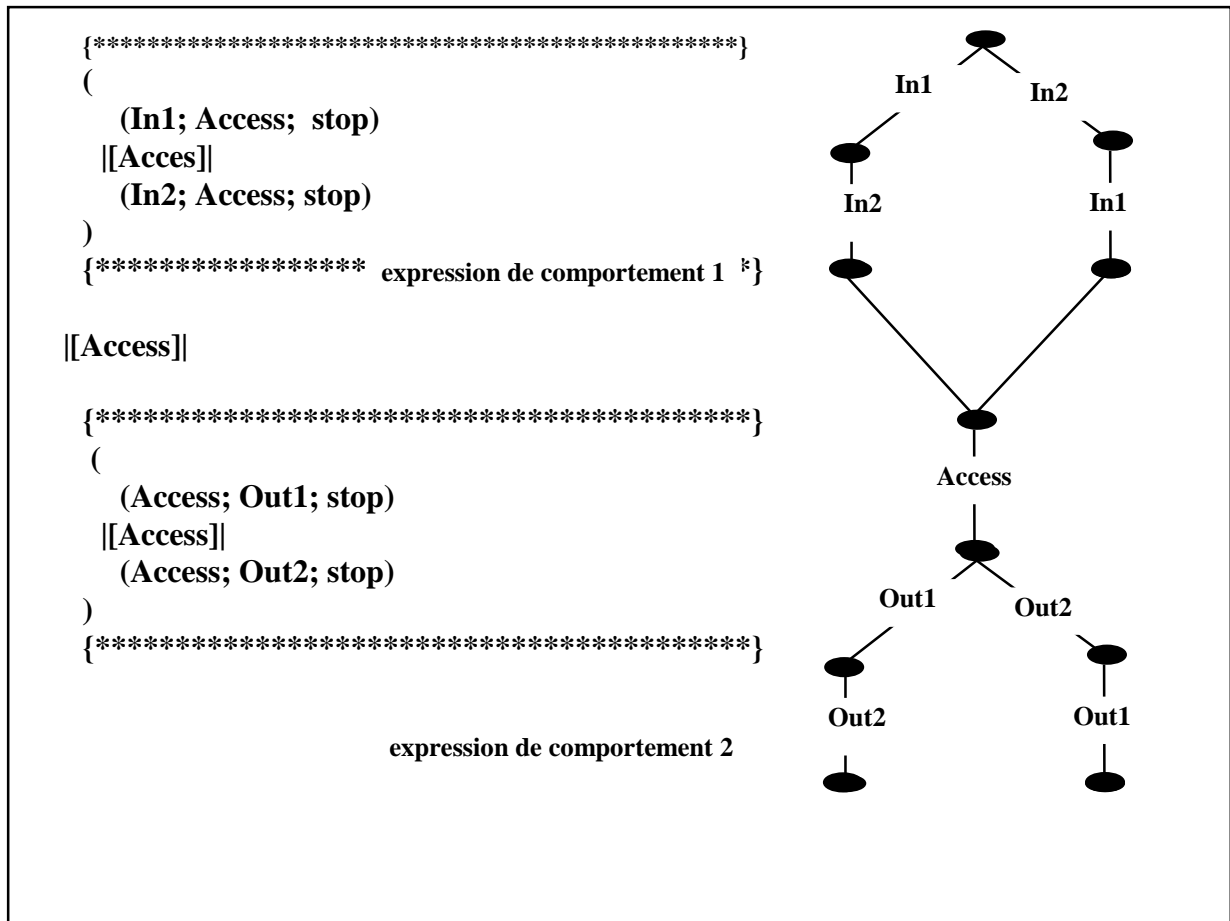 {************************************************}
(
(In1; Access; stop)
|[Acces]|
(In2; Access; stop)
)
{***************** expression de comportement 1 *}
|[Access]|
{*****************************************}
(
(Access; Out1; stop)
|[Access]|
(Access; Out2; stop)
)
{*****************************************}
expression de comportement 2
In1
In2
In2
In1
Access
Out1
Out2
Out2
Out1